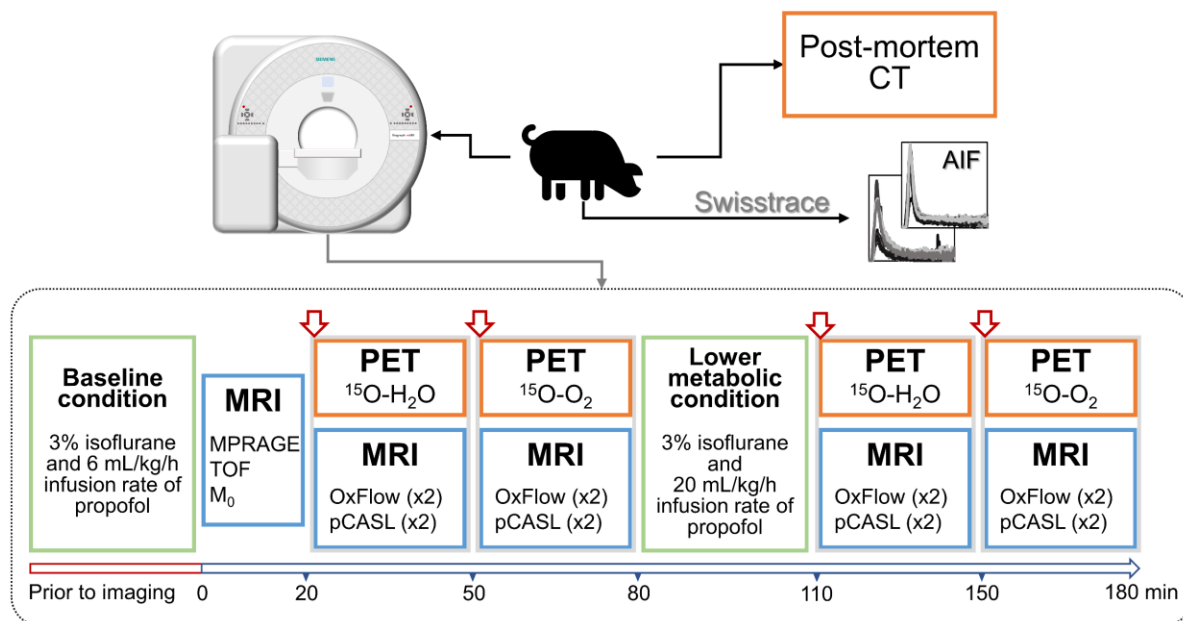 SIEMENS
Post-mortem
CT
AIF
Swisstrace
Baseline
condition
3% isoflurane
and 6 mL/kg/h
infusion rate of
propofol
MRI
MPRAGE
TOF
M₀
PET
¹⁵O-H₂O
MRI
OxFlow (x2)
pCASL (x2)
PET
¹⁵O-O₂
MRI
OxFlow (x2)
pCASL (x2)
Lower
metabolic
condition
3% isoflurane
and
20 mL/kg/h
infusion rate of
propofol
PET
¹⁵O-H₂O
MRI
OxFlow (x2)
pCASL (x2)
PET
¹⁵O-O₂
MRI
OxFlow (x2)
pCASL (x2)
Prior to imaging 0 20 50 80 110 150 180 min